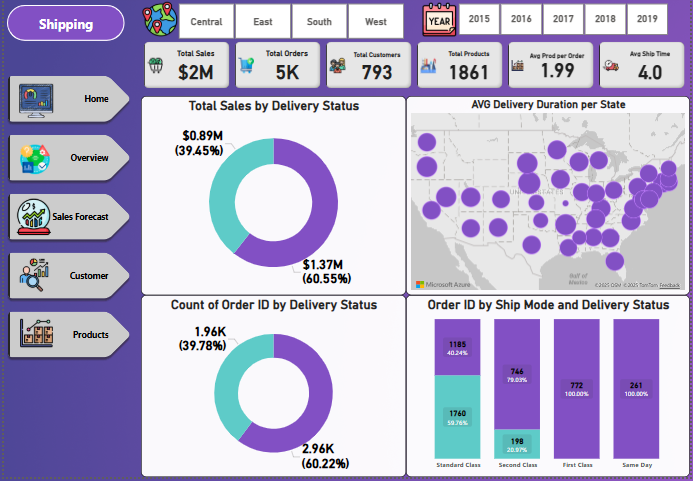 Shipping
Central
East
South
West
YEAR
2015
2016
2017
2018
2019
Total Sales
$2M
Total Orders
5K
Total Customers
793
Total Products
1861
Avg Prod per Order
1.99
Avg Ship Time
4.0
Home
Overview
Sales Forecast
Customer
Products
Total Sales by Delivery Status
$0.89M
(39.45%)
$1.37M
(60.55%)
AVG Delivery Duration per State
UNITED STATES
Gulf of
Mexico
Microsoft Azure
©2025 OSM ©2025 TomTom Feedback
Count of Order ID by Delivery Status
1.96K
(39.78%)
2.96K
(60.22%)
Order ID by Ship Mode and Delivery Status
1185
40.24%
1760
59.76%
746
79.03%
198
20.97%
772
100.00%
261
100.00%
Standard Class
Second Class
First Class
Same Day